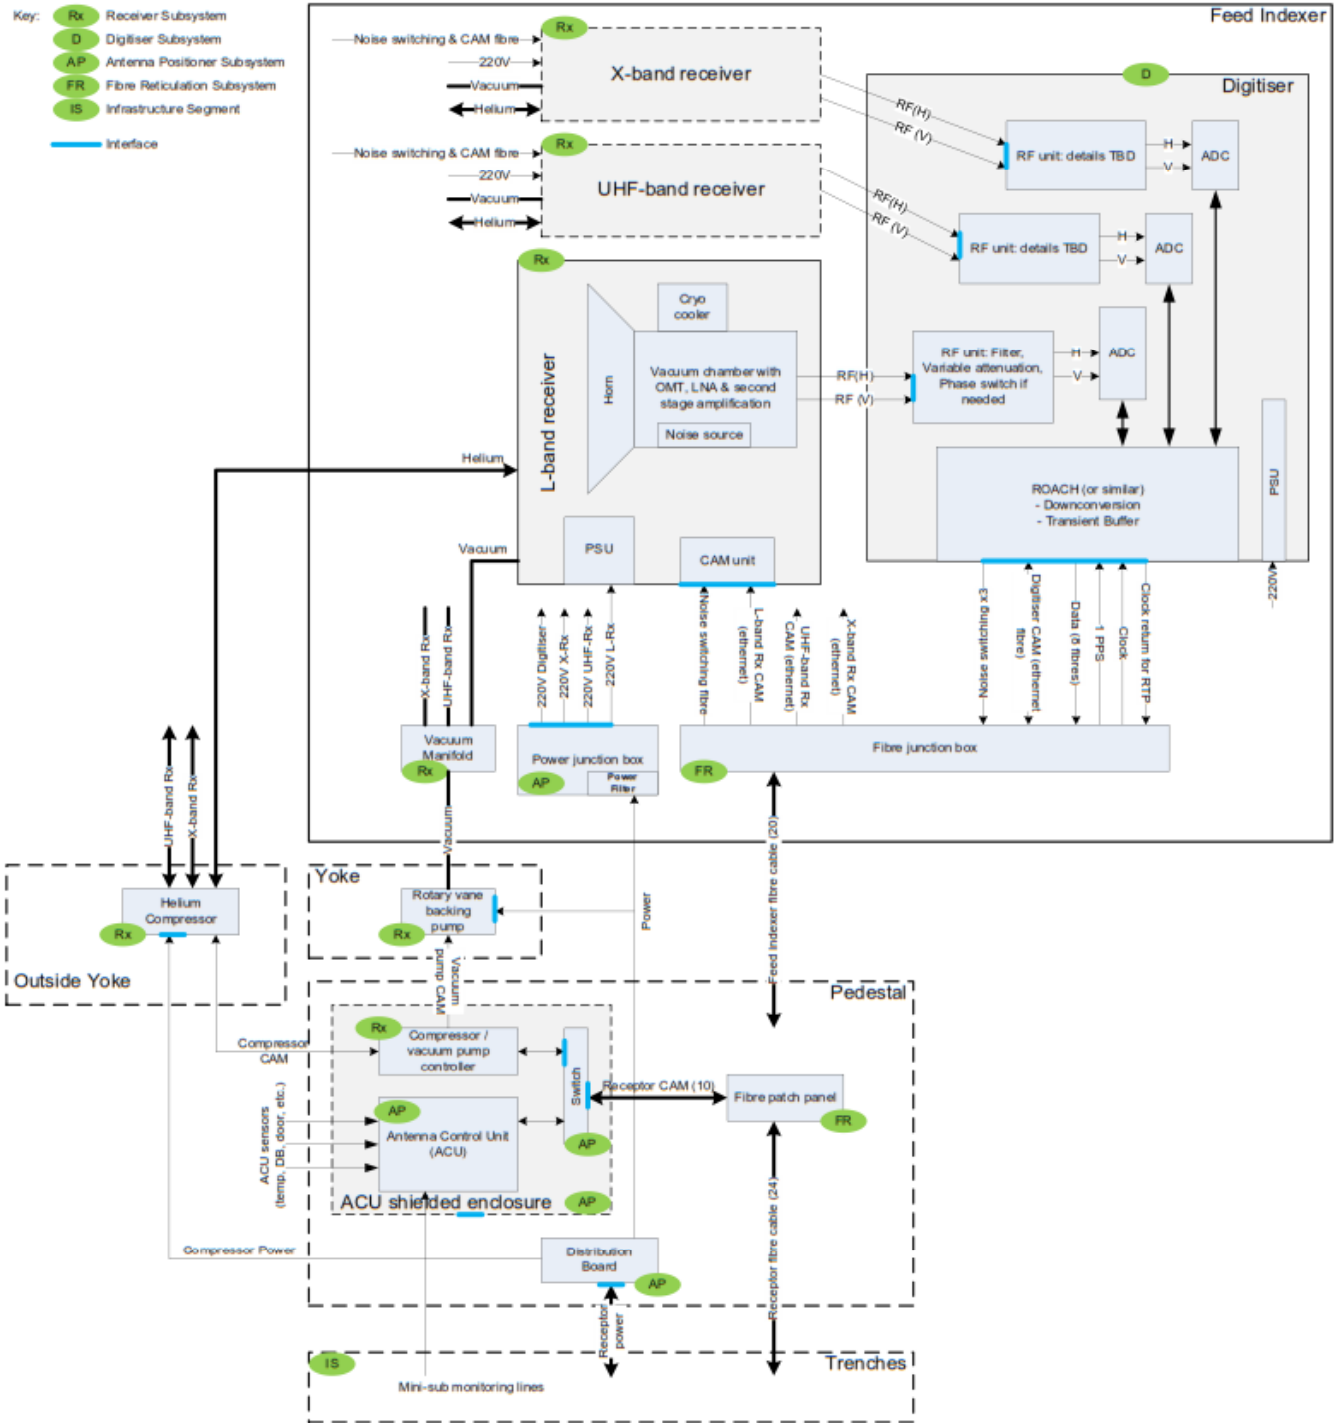 Key:
Rx Receiver Subsystem
D Digitiser Subsystem
AP Antenna Positioner Subsystem
FR Fibre Reticulation Subsystem
IS Infrastructure Segment
Interface
Feed Indexer
Noise switching & CAM fibre
220V
Vacuum
Helium
Rx
X-band receiver
RF(H)
RF (V)
D
Digitiser
RF unit: details TBD
H
V
ADC
Noise switching & CAM fibre
220V
Vacuum
Helium
Rx
UHF-band receiver
RF(H)
RF (V)
RF unit: details TBD
H
V
ADC
Rx
L-band receiver
Horn
Cryo
cooler
Vacuum chamber with
OMT, LNA & second
stage amplification
Noise source
RF(H)
RF (V)
RF unit: Filter,
Variable attenuation,
Phase switch if
needed
H
V
ADC
Helium
Vacuum
PSU
CAM unit
ROACH (or similar)
- Downconversion
- Transient Buffer
PSU
220V
X-band Rx
UHF-band Rx
220V Digitiser
220V X-Rx
220V UHF-Rx
220V L-Rx
Noise switching fibre
L-band Rx CAM
(ethernet)
UHF-band Rx
CAM (ethernet)
X-band Rx CAM
(ethernet)
Noise switching x3
Digitiser CAM (ethernet
fibre)
Data (8 fibres)
1 PPS
Clock
Clock return for RTP
Vacuum
Manifold
Rx
Power junction box
Power
Filter
AP
Fibre junction box
FR
UHF-band Rx
X-band Rx
Vacuum
Power
Feed Indexer fibre cable (20)
Helium
Compressor
Rx
Outside Yoke
Yoke
Rotary vane
backing
pump
Rx
Vacuum
pump CAM
Pedestal
Compressor
CAM
Rx
Compressor /
vacuum pump
controller
Switch
AP
Receptor CAM (10)
Fibre patch panel
FR
ACU sensors
(temp, DB, door, etc.)
AP
Antenna Control Unit
(ACU)
ACU shielded enclosure
AP
Receptor fibre cable (24)
Compressor Power
Distribution
Board
AP
Receptor
power
IS
Trenches
Mini-sub monitoring lines